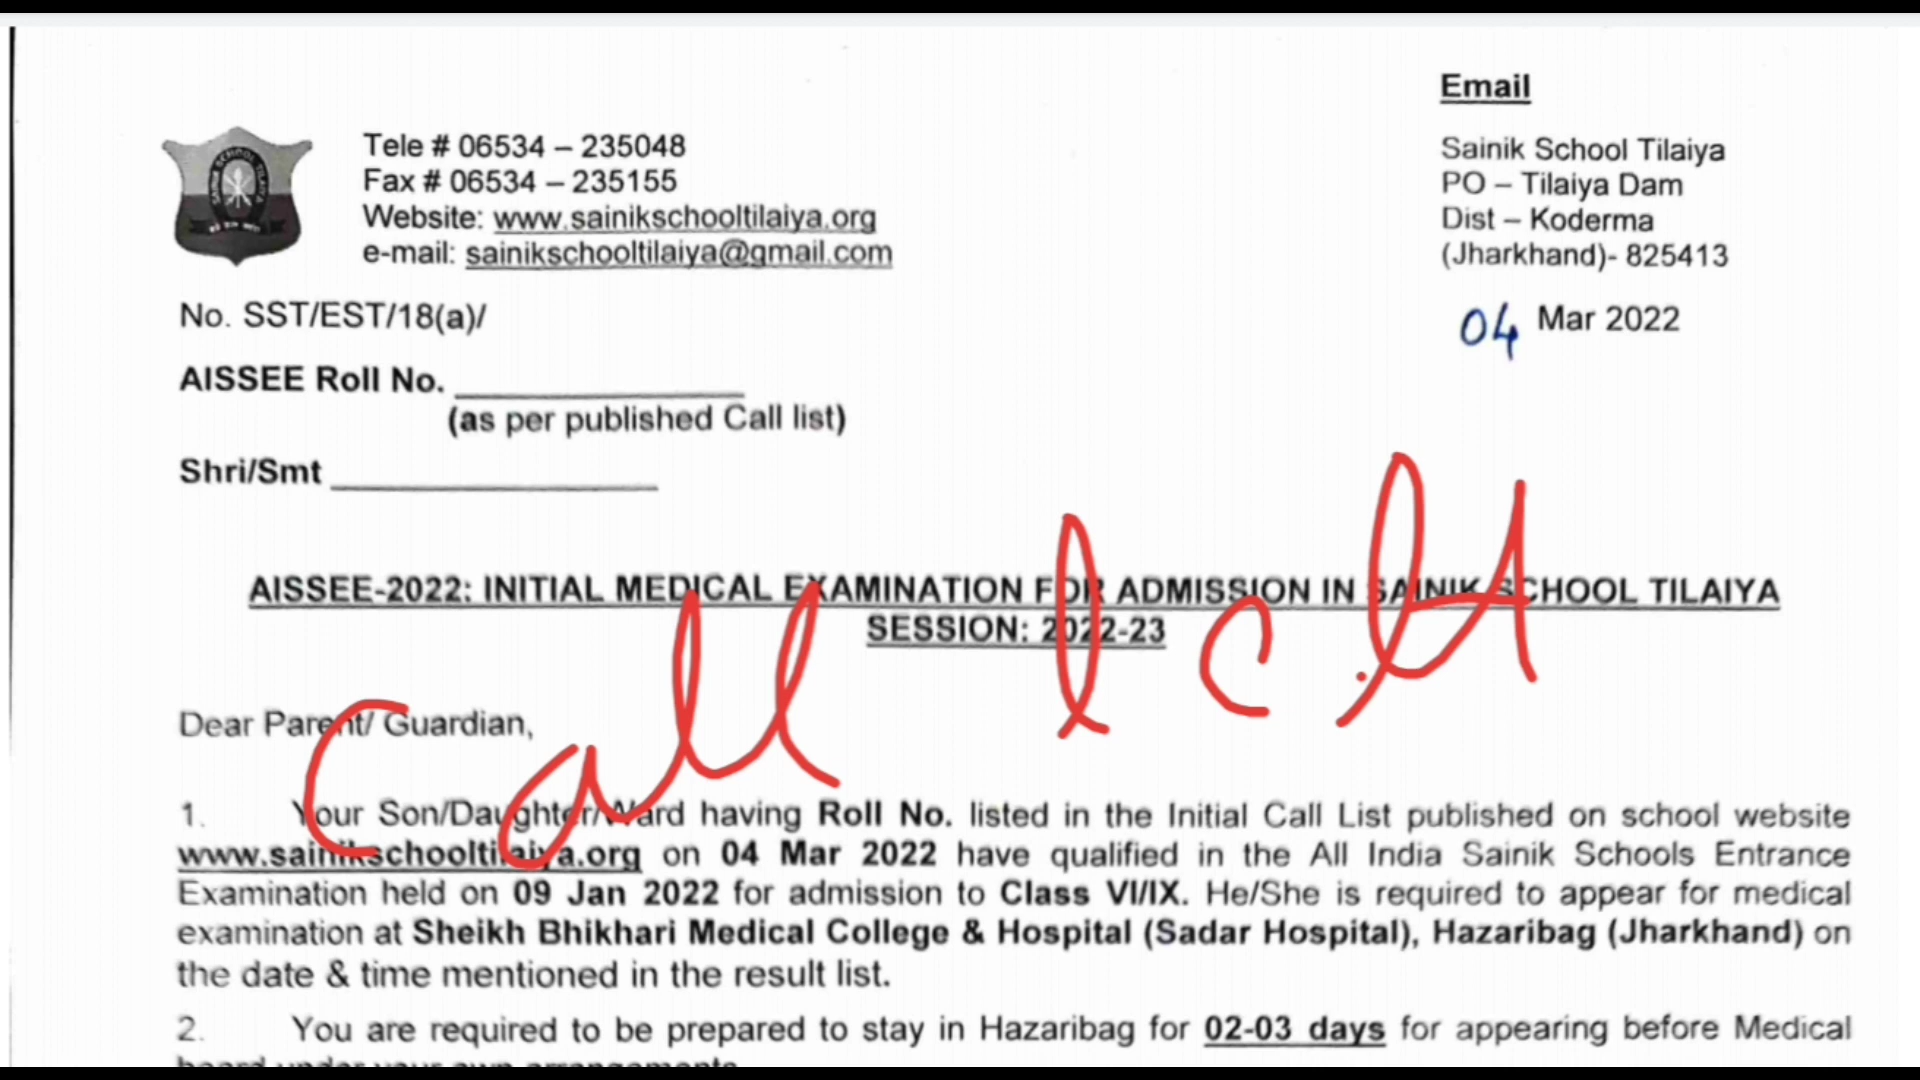 Email
Tele # 06534 – 235048
Fax # 06534 – 235155
Website: www.sainikschooltilaiya.org
e-mail: sainikschooltilaiya@gmail.com
Sainik School Tilaiya
PO – Tilaiya Dam
Dist – Koderma
(Jharkhand)- 825413
SAINIK SCHOOL TILAIYA
No. SST/EST/18(a)/
04 Mar 2022
AISSEE Roll No.
(as per published Call list)
Shri/Smt
AISSEE-2022: INITIAL MEDICAL EXAMINATION FOR ADMISSION IN SAINIK SCHOOL TILAIYA
SESSION: 2022-23
Call
Dear Parent/ Guardian,
1. Your Son/Daughter/Ward having Roll No. listed in the Initial Call List published on school website
www.sainikschooltilaiya.org on 04 Mar 2022 have qualified in the All India Sainik Schools Entrance
Examination held on 09 Jan 2022 for admission to Class VI/IX. He/She is required to appear for medical
examination at Sheikh Bhikhari Medical College & Hospital (Sadar Hospital), Hazaribag (Jharkhand) on
the date & time mentioned in the result list.
2. You are required to be prepared to stay in Hazaribag for 02-03 days for appearing before Medical
board under your own arrangements